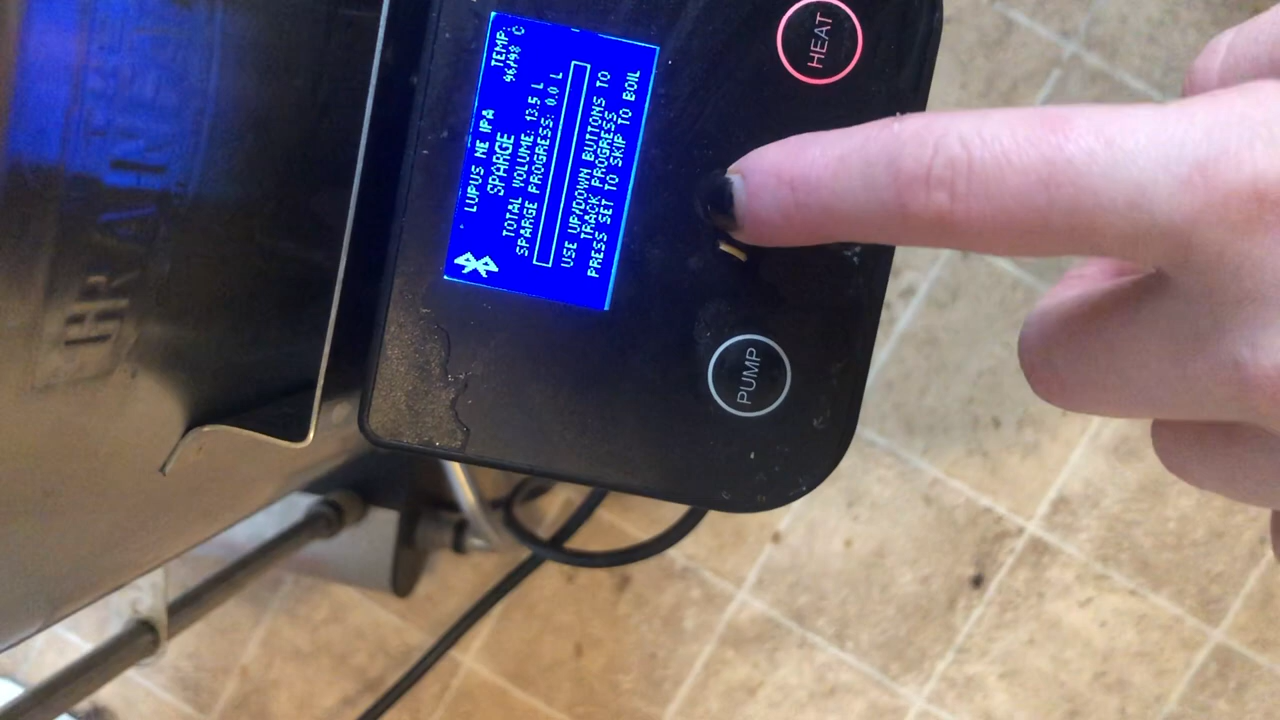 LUPUS NE IPA
TEMP:
96/98 C
SPARGE
TOTAL VOLUME: 13.5 L
SPARGE PROGRESS: 0.0 L
USE UP/DOWN BUTTONS TO
TRACK PROGRESS
PRESS SET TO SKIP TO BOIL
HEAT
PUMP